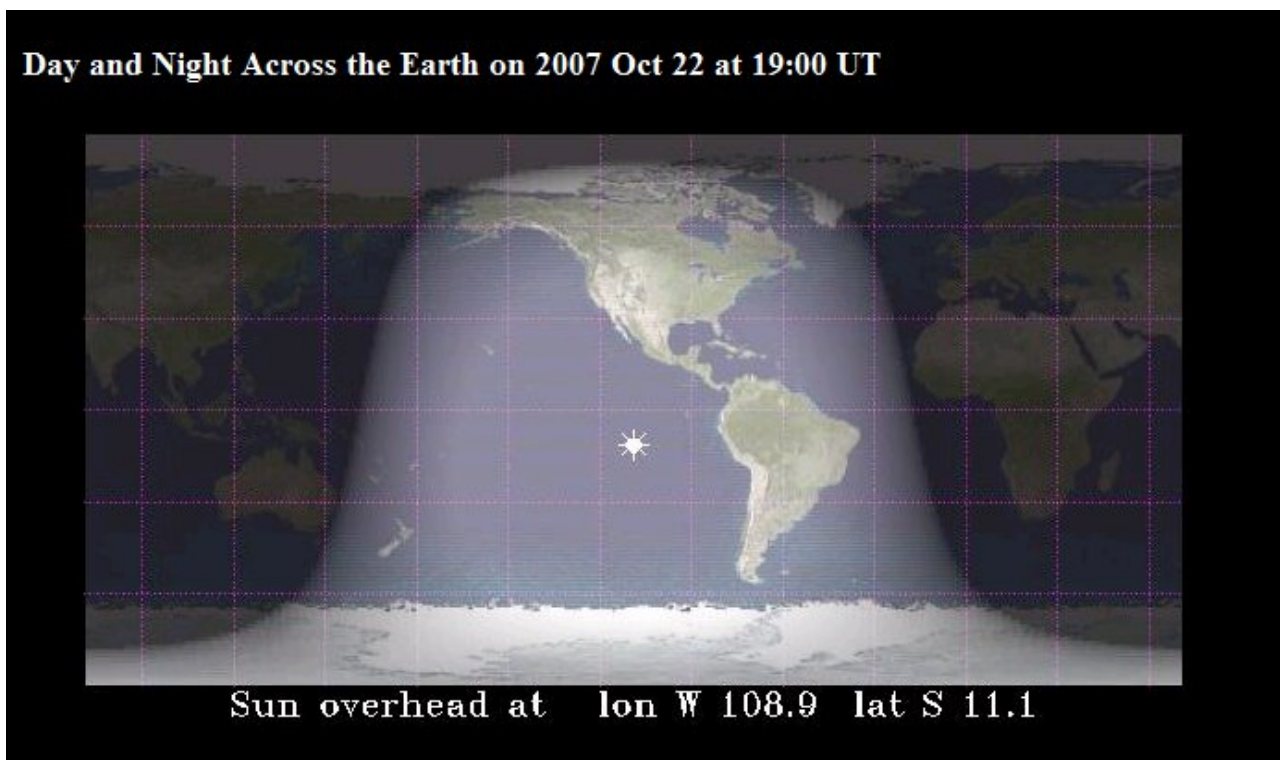 Day and Night Across the Earth on 2007 Oct 22 at 19:00 UT
Sun overhead at lon W 108.9 lat S 11.1